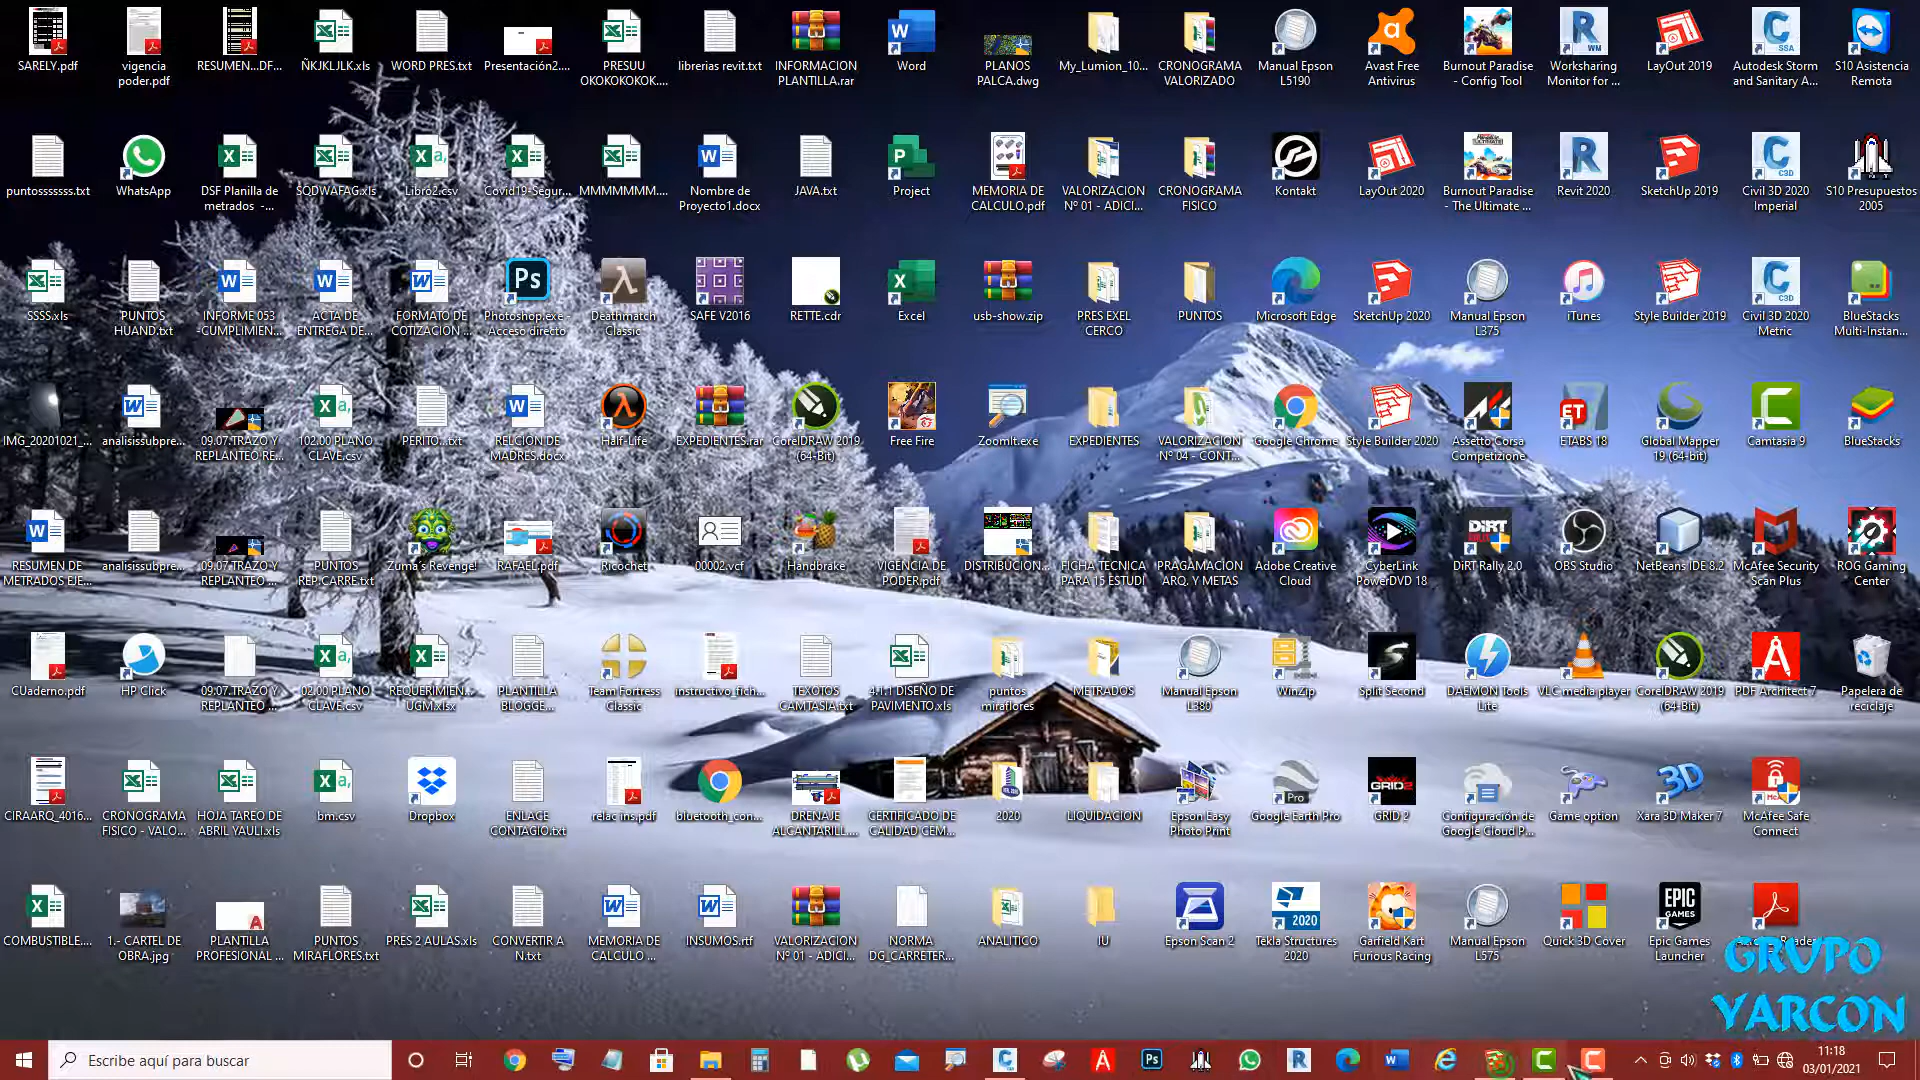 SARELY.pdf
vigencia poder.pdf
RESUMEN...DF...
ÑKJKLJLK.xls
WORD PRES.txt
Presentación2....
PRESUU OKOKOKOKOK....
librerias revit.txt
INFORMACION PLANTILLA.rar
Word
PLANOS PALCA.dwg
My_Lumion_10...
CRONOGRAMA VALORIZADO
Manual Epson L5190
Avast Free Antivirus
Burnout Paradise - Config Tool
Worksharing Monitor for ...
LayOut 2019
Autodesk Storm and Sanitary A...
S10 Asistencia Remota
puntosssssss.txt
WhatsApp
DSF Planilla de metrados -...
SODWAFAG.xls
Libro2.csv
Covid19-Segur...
MMMMMMM....
Nombre de Proyecto1.docx
JAVA.txt
Project
MEMORIA DE CALCULO.pdf
VALORIZACION Nº 01 - ADICI...
CRONOGRAMA FISICO
Kontakt
LayOut 2020
Burnout Paradise - The Ultimate ...
Revit 2020
SketchUp 2019
Civil 3D 2020 Imperial
S10 Presupuestos 2005
SSSS.xls
PUNTOS HUAND.txt
INFORME 053 -CUMPLIMIEN...
ACTA DE ENTREGA DE...
FORMATO DE COTIZACION ...
Photoshop.exe - Acceso directo
Deathmatch Classic
SAFE V2016
RETTE.cdr
Excel
usb-show.zip
PRES EXEL CERCO
PUNTOS
Microsoft Edge
SketchUp 2020
Manual Epson L375
iTunes
Style Builder 2019
Civil 3D 2020 Metric
BlueStacks Multi-Instan...
IMG_20201021_...
analisissubpre...
09.07.TRAZO Y REPLANTEO RE...
102.00 PLANO CLAVE.csv
PERITO...txt
RELCION DE MADRES.docx
Half-Life
EXPEDIENTES.rar
CorelDRAW 2019 (64-Bit)
Free Fire
ZoomIt.exe
EXPEDIENTES
VALORIZACION Nº 04 - CONT...
Google Chrome
Style Builder 2020
Assetto Corsa Competizione
ETABS 18
Global Mapper 19 (64-bit)
Camtasia 9
BlueStacks
RESUMEN DE METRADOS EJE...
analisissubpre...
09.07.TRAZO Y REPLANTEO ...
PUNTOS REP.CARRE.txt
Zuma's Revenge!
RAFAEL.pdf
Ricochet
00002.vcf
Handbrake
VIGENCIA DE PODER.pdf
DISTRIBUCION...
FICHA TECNICA PARA 15 ESTUDI
PRAGAMACION ARQ. Y METAS
Adobe Creative Cloud
CyberLink PowerDVD 18
DiRT Rally 2.0
OBS Studio
NetBeans IDE 8.2
McAfee Security Scan Plus
ROG Gaming Center
CUaderno.pdf
HP Click
09.07.TRAZO Y REPLANTEO ...
02.00 PLANO CLAVE.csv
REQUERIMIEN... UGM.xlsx
PLANTILLA BLOGGE...
Team Fortress Classic
instructivo_fich...
TEXOTOS CAMTASIA.txt
4.1.1 DISEÑO DE PAVIMENTO.xls
puntos miraflores
METRADOS
Manual Epson L380
WinZip
Split Second
DAEMON Tools Lite
VLC media player
CorelDRAW 2019 (64-Bit)
PDF Architect 7
Papelera de reciclaje
CIRAARQ_4016...
CRONOGRAMA FISICO - VALO...
HOJA TAREO DE ABRIL YAULI.xls
bm.csv
Dropbox
ENLACE CONTAGIO.txt
relac ins.pdf
bluetooth_con...
DRENAJE ALCANTARILL...
CERTIFICADO DE CALIDAD CEM...
2020
LIQUIDACION
Epson Easy Photo Print
Google Earth Pro
GRID 2
Configuración de Google Cloud P...
Game option
Xara 3D Maker 7
McAfee Safe Connect
COMBUSTIBLE....
1.- CARTEL DE OBRA.jpg
PLANTILLA PROFESIONAL ...
PUNTOS MIRAFLORES.txt
PRES 2 AULAS.xls
CONVERTIR A N.txt
MEMORIA DE CALCULO ...
INSUMOS.rtf
VALORIZACION Nº 01 - ADICI...
NORMA DG_CARRETER...
ANALITICO
IU
Epson Scan 2
Tekla Structures 2020
Garfield Kart Furious Racing
Manual Epson L575
Quick 3D Cover
Epic Games Launcher
GRUPO
YARCON
Escribe aquí para buscar
11:18
03/01/2021